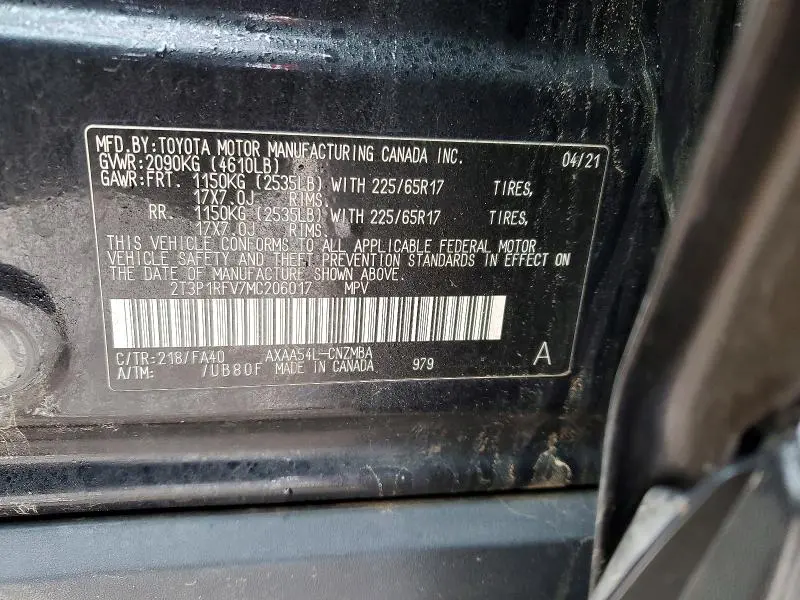 MFD.BY:TOYOTA MOTOR MANUFACTURING CANADA INC. 04/21
GVWR:2090KG (4610LB)
GAWR:FRT. 1150KG (2535LB) WITH 225/65R17 TIRES,
17X7.0J RIMS,
RR. 1150KG (2535LB) WITH 225/65R17 TIRES,
17X7.0J RIMS.
THIS VEHICLE CONFORMS TO ALL APPLICABLE FEDERAL MOTOR
VEHICLE SAFETY AND THEFT PREVENTION STANDARDS IN EFFECT ON
THE DATE OF MANUFACTURE SHOWN ABOVE.
2T3P1RFV7MC206017 MPV
C/TR:218/FA40 AXAA54L-CNZMBA A
A/TM: /UB80F MADE IN CANADA 979